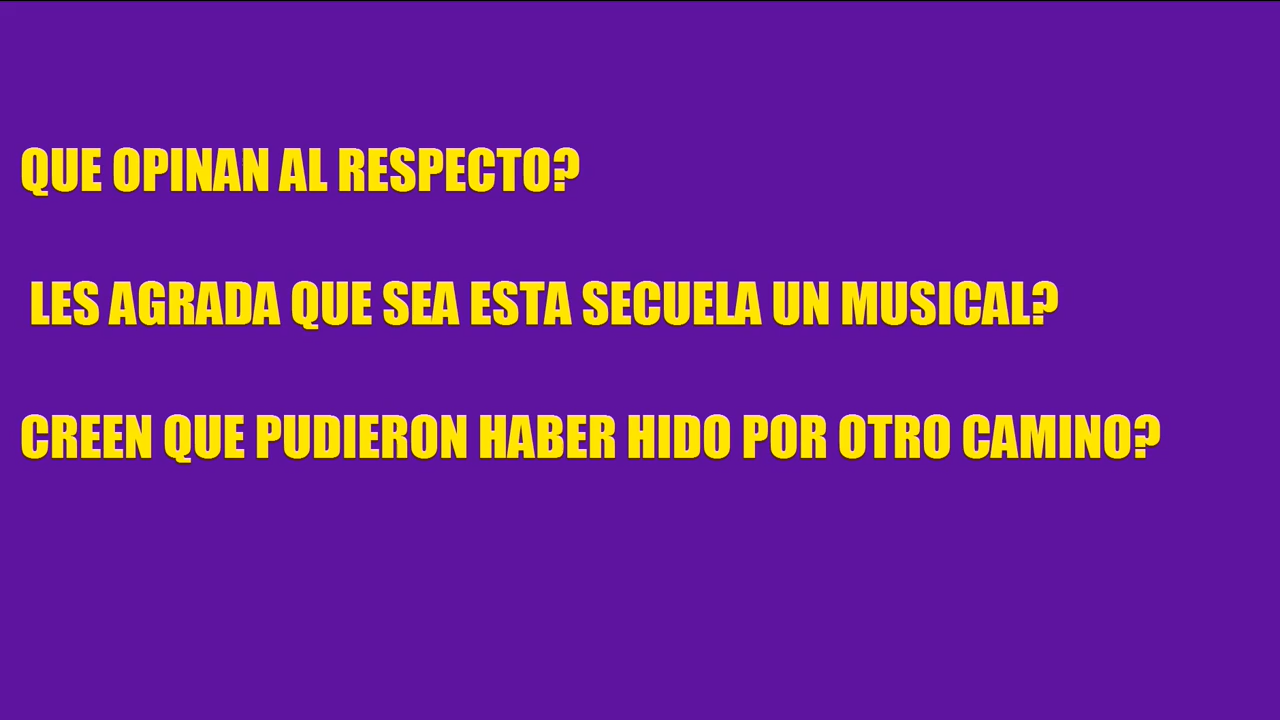 QUE OPINAN AL RESPECTO?
LES AGRADA QUE SEA ESTA SECUELA UN MUSICAL?
CREEN QUE PUDIERON HABER HIDO POR OTRO CAMINO?